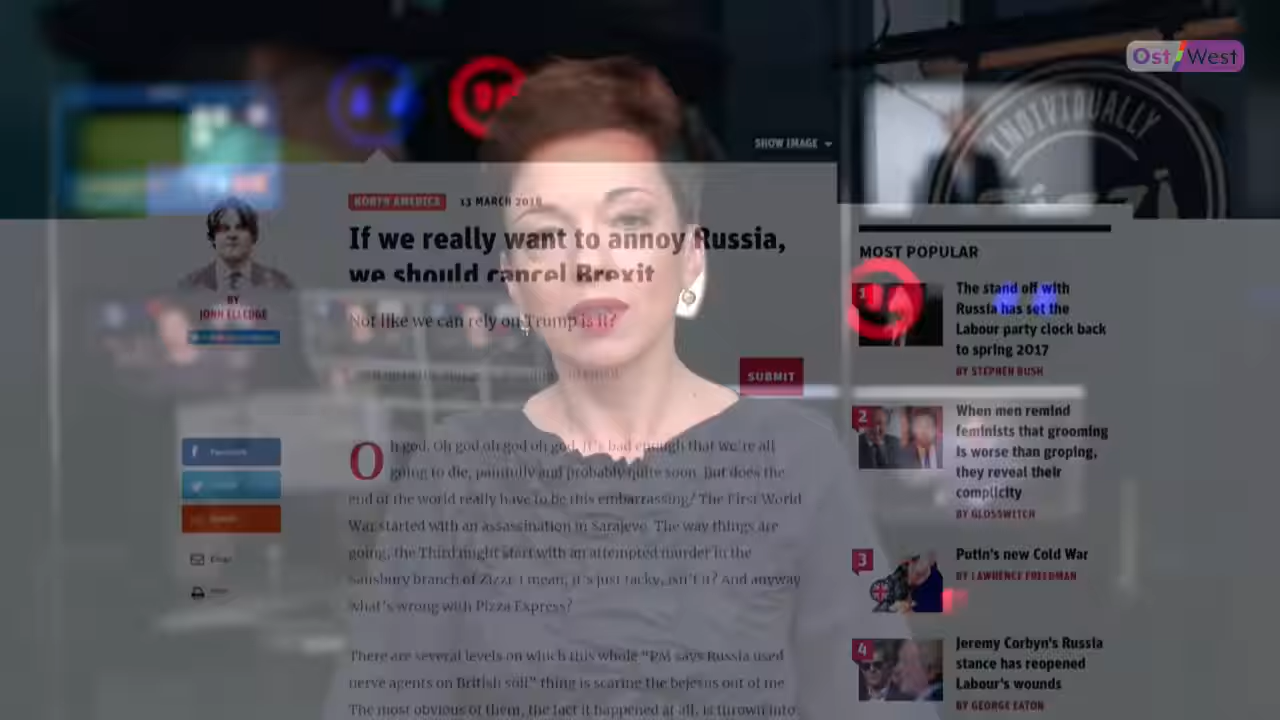 Ost West
INDIVIDUALLY
SHOW IMAGE
NORTH AMERICA
13 MARCH 2018
If we really want to annoy Russia,
we should cancel Brexit
Not like we can rely on Trump is it?
BY
JOHN ELLEDGE
SUBMIT
Oh god. Oh god oh god oh god, it's bad enough that we're all
going to die, painfully and probably quite soon. But does the
end of the world really have to be this embarrassing? The First World
War started with an assassination in Sarajevo. The way things are
going, the Third might start with an attempted murder in the
Salisbury branch of Zizzi. I mean, it's just tacky, isn't it? And anyway
what's wrong with Pizza Express?
There are several levels on which this whole "PM says Russia used
nerve agents on British soil" thing is scaring the bejesus out of me
The most obvious of them, the fact it happened at all, is thrown into
Facebook
Email
MOST POPULAR
1
The stand off with
Russia has set the
Labour party clock back
to spring 2017
BY STEPHEN BUSH
2
When men remind
feminists that grooming
is worse than groping,
they reveal their
complicity
BY GLOSSWITCH
3
Putin's new Cold War
BY LAWRENCE FREEDMAN
4
Jeremy Corbyn's Russia
stance has reopened
Labour's wounds
BY GEORGE EATON